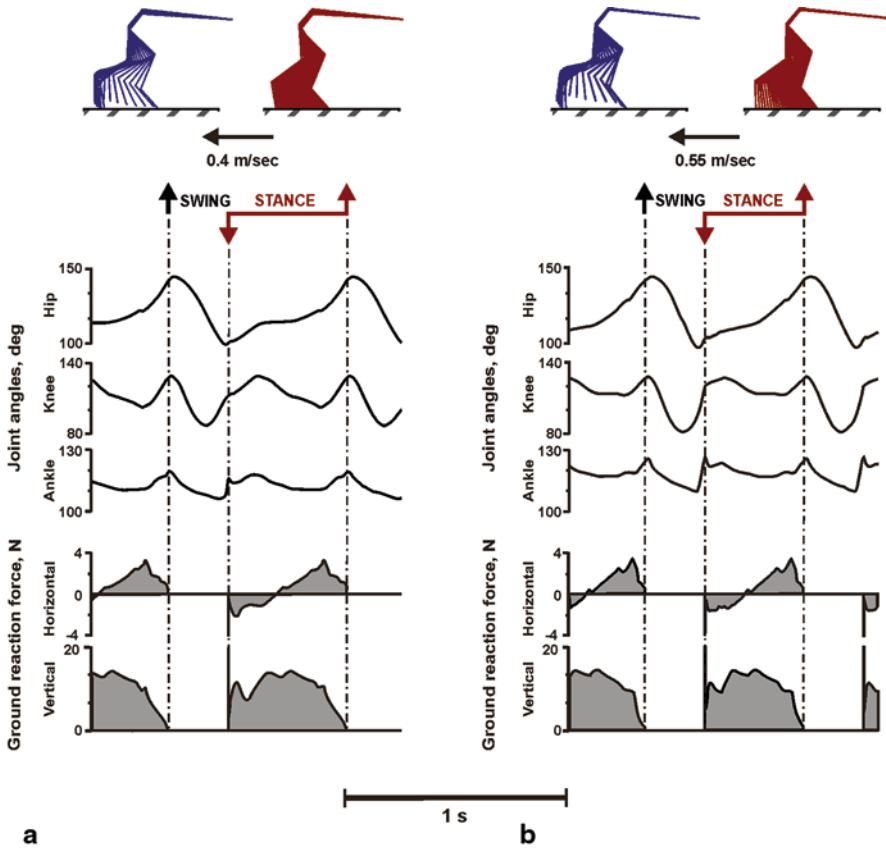 0.4 m/sec
0.55 m/sec
SWING STANCE
SWING STANCE
Joint angles, deg
Hip
150
100
Knee
140
80
Ankle
130
100
Ground reaction force, N
Horizontal
4
0
-4
Vertical
20
0
Joint angles, deg
Hip
150
100
Knee
140
80
Ankle
130
100
Ground reaction force, N
Horizontal
4
0
-4
Vertical
20
0
1 s
a
b